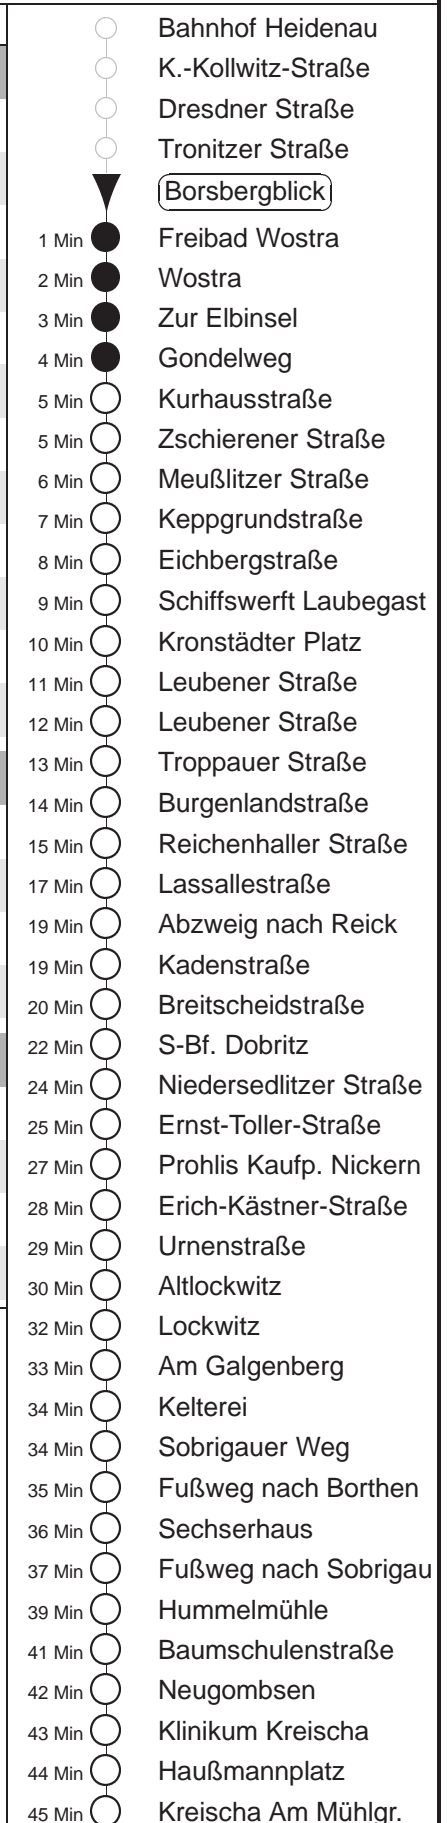 Bahnhof Heidenau
K.-Kollwitz-Straße
Dresdner Straße
Tronitzer Straße
Borsbergblick
1 Min Freibad Wostra
2 Min Wostra
3 Min Zur Elbinsel
4 Min Gondelweg
5 Min Kurhausstraße
5 Min Zschierener Straße
6 Min Meußlitzer Straße
7 Min Keppgrundstraße
8 Min Eichbergstraße
9 Min Schiffswerft Laubegast
10 Min Kronstädter Platz
11 Min Leubener Straße
12 Min Leubener Straße
13 Min Troppauer Straße
14 Min Burgenlandstraße
15 Min Reichenhaller Straße
17 Min Lassallestraße
19 Min Abzweig nach Reick
19 Min Kadenstraße
20 Min Breitscheidstraße
22 Min S-Bf. Dobritz
24 Min Niedersedlitzer Straße
25 Min Ernst-Toller-Straße
27 Min Prohlis Kaufp. Nickern
28 Min Erich-Kästner-Straße
29 Min Urnenstraße
30 Min Altlockwitz
32 Min Lockwitz
33 Min Am Galgenberg
34 Min Kelterei
34 Min Sobrigauer Weg
35 Min Fußweg nach Borthen
36 Min Sechserhaus
37 Min Fußweg nach Sobrigau
39 Min Hummelmühle
41 Min Baumschulenstraße
42 Min Neugombsen
43 Min Klinikum Kreischa
44 Min Haußmannplatz
45 Min Kreischa Am Mühlgr.